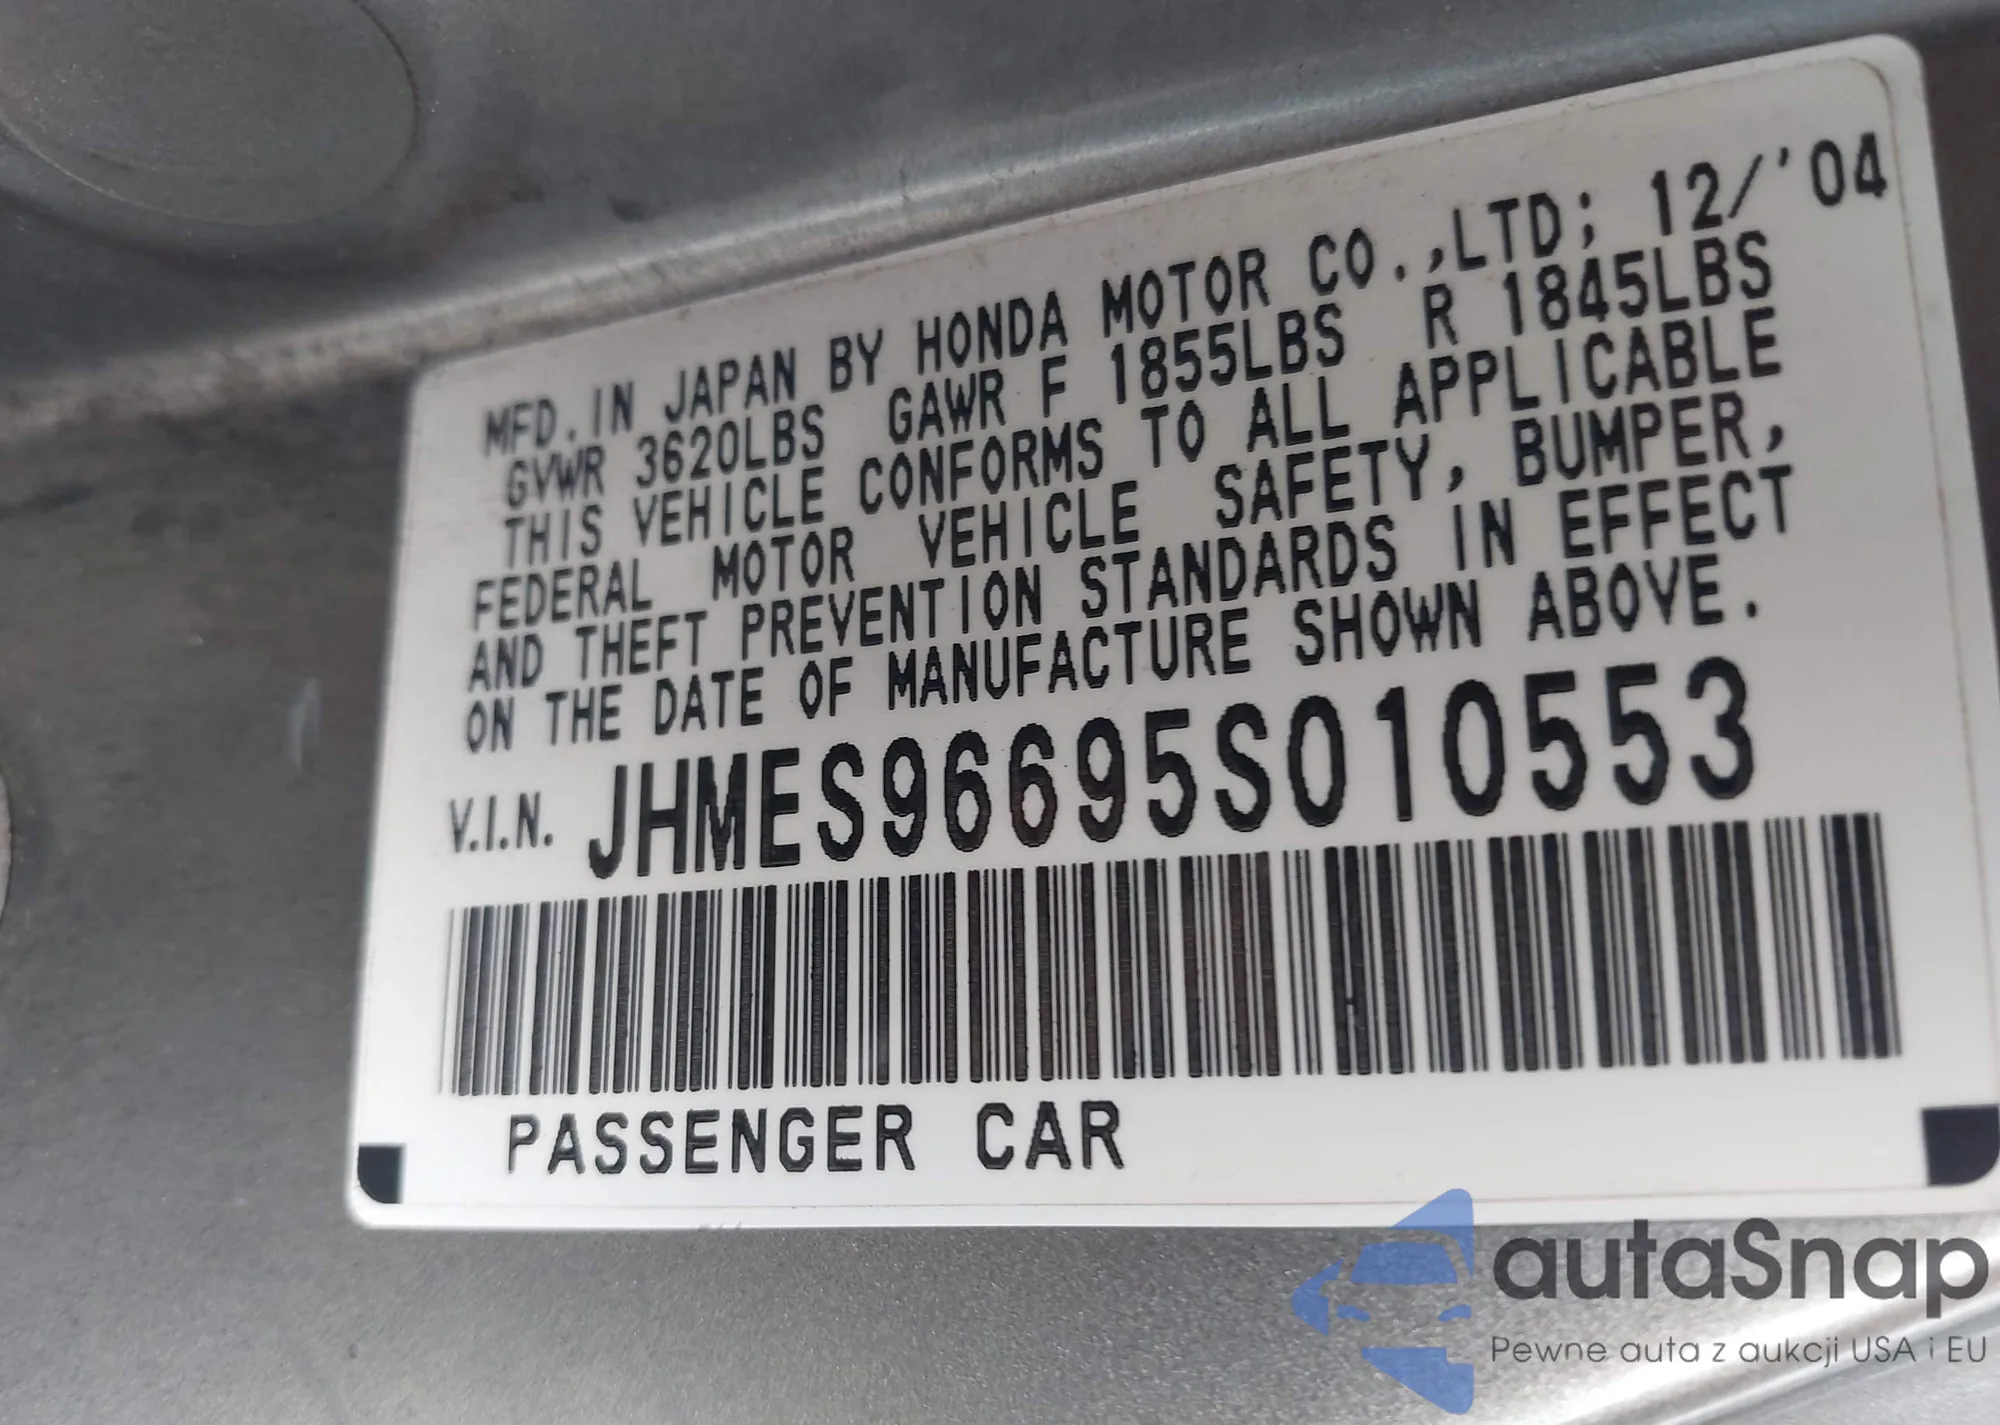 MFD. IN JAPAN BY HONDA MOTOR CO.,LTD; 12/'04
GVWR 3620LBS GAWR F 1855LBS R 1845LBS
THIS VEHICLE CONFORMS TO ALL APPLICABLE
FEDERAL MOTOR VEHICLE SAFETY, BUMPER,
AND THEFT PREVENTION STANDARDS IN EFFECT
ON THE DATE OF MANUFACTURE SHOWN ABOVE.
V.I.N. JHMES96695S010553
PASSENGER CAR
autaSnap
Pewne auta z aukcji USA i EU